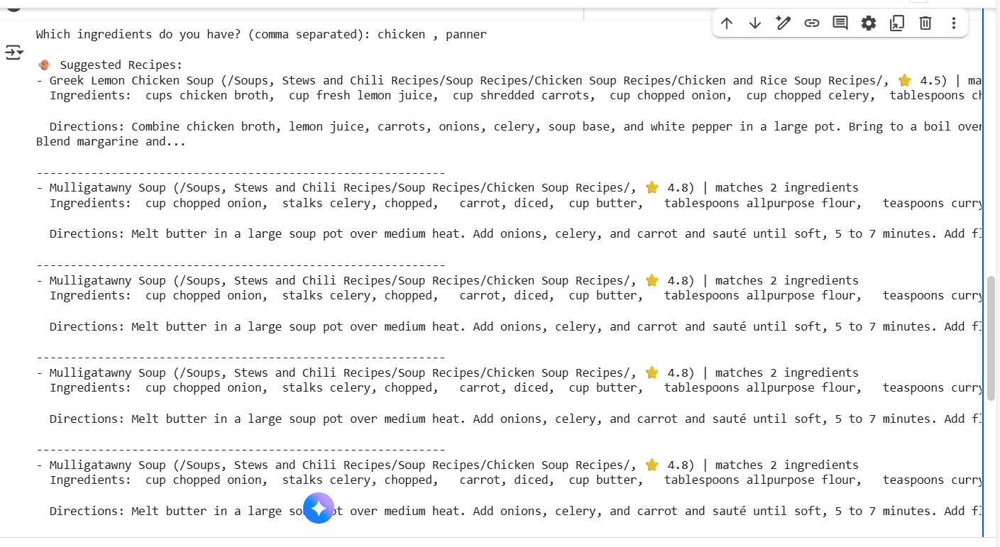 Which ingredients do you have? (comma separated): chicken , panner
Suggested Recipes:
- Greek Lemon Chicken Soup (/Soups, Stews and Chili Recipes/Soup Recipes/Chicken Soup Recipes/Chicken and Rice Soup Recipes/, ⭐ 4.5) | ma
Ingredients: cups chicken broth, cup fresh lemon juice, cup shredded carrots, cup chopped onion, cup chopped celery, tablespoons ch
Directions: Combine chicken broth, lemon juice, carrots, onions, celery, soup base, and white pepper in a large pot. Bring to a boil over
Blend margarine and...
------------------------------------------------------------
- Mulligatawny Soup (/Soups, Stews and Chili Recipes/Soup Recipes/Chicken Soup Recipes/, ⭐ 4.8) | matches 2 ingredients
Ingredients: cup chopped onion, stalks celery, chopped, carrot, diced, cup butter, tablespoons allpurpose flour, teaspoons curry
Directions: Melt butter in a large soup pot over medium heat. Add onions, celery, and carrot and sauté until soft, 5 to 7 minutes. Add fl
------------------------------------------------------------
- Mulligatawny Soup (/Soups, Stews and Chili Recipes/Soup Recipes/Chicken Soup Recipes/, ⭐ 4.8) | matches 2 ingredients
Ingredients: cup chopped onion, stalks celery, chopped, carrot, diced, cup butter, tablespoons allpurpose flour, teaspoons curry
Directions: Melt butter in a large soup pot over medium heat. Add onions, celery, and carrot and sauté until soft, 5 to 7 minutes. Add fl
------------------------------------------------------------
- Mulligatawny Soup (/Soups, Stews and Chili Recipes/Soup Recipes/Chicken Soup Recipes/, ⭐ 4.8) | matches 2 ingredients
Ingredients: cup chopped onion, stalks celery, chopped, carrot, diced, cup butter, tablespoons allpurpose flour, teaspoons curry
Directions: Melt butter in a large soup pot over medium heat. Add onions, celery, and carrot and sauté until soft, 5 to 7 minutes. Add fl
------------------------------------------------------------
- Mulligatawny Soup (/Soups, Stews and Chili Recipes/Soup Recipes/Chicken Soup Recipes/, ⭐ 4.8) | matches 2 ingredients
Ingredients: cup chopped onion, stalks celery, chopped, carrot, diced, cup butter, tablespoons allpurpose flour, teaspoons curry
Directions: Melt butter in a large over medium heat. Add onions, celery, and carrot and sauté until soft, 5 to 7 minutes. Add fl